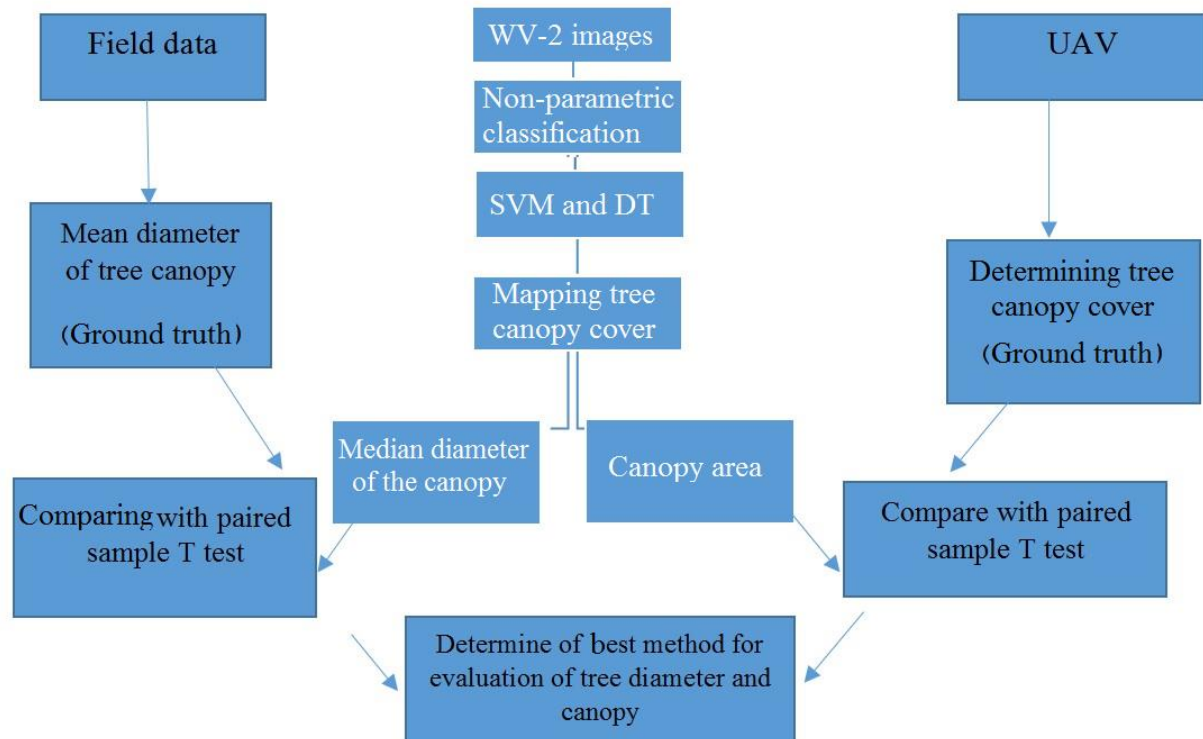 Field data
WV-2 images
UAV
Non-parametric
classification
SVM and DT
Mean diameter
of tree canopy
(Ground truth)
Mapping tree
canopy cover
Determining tree
canopy cover
(Ground truth)
Median diameter
of the canopy
Canopy area
Comparing with paired
sample T test
Compare with paired
sample T test
Determine of best method for
evaluation of tree diameter and
canopy